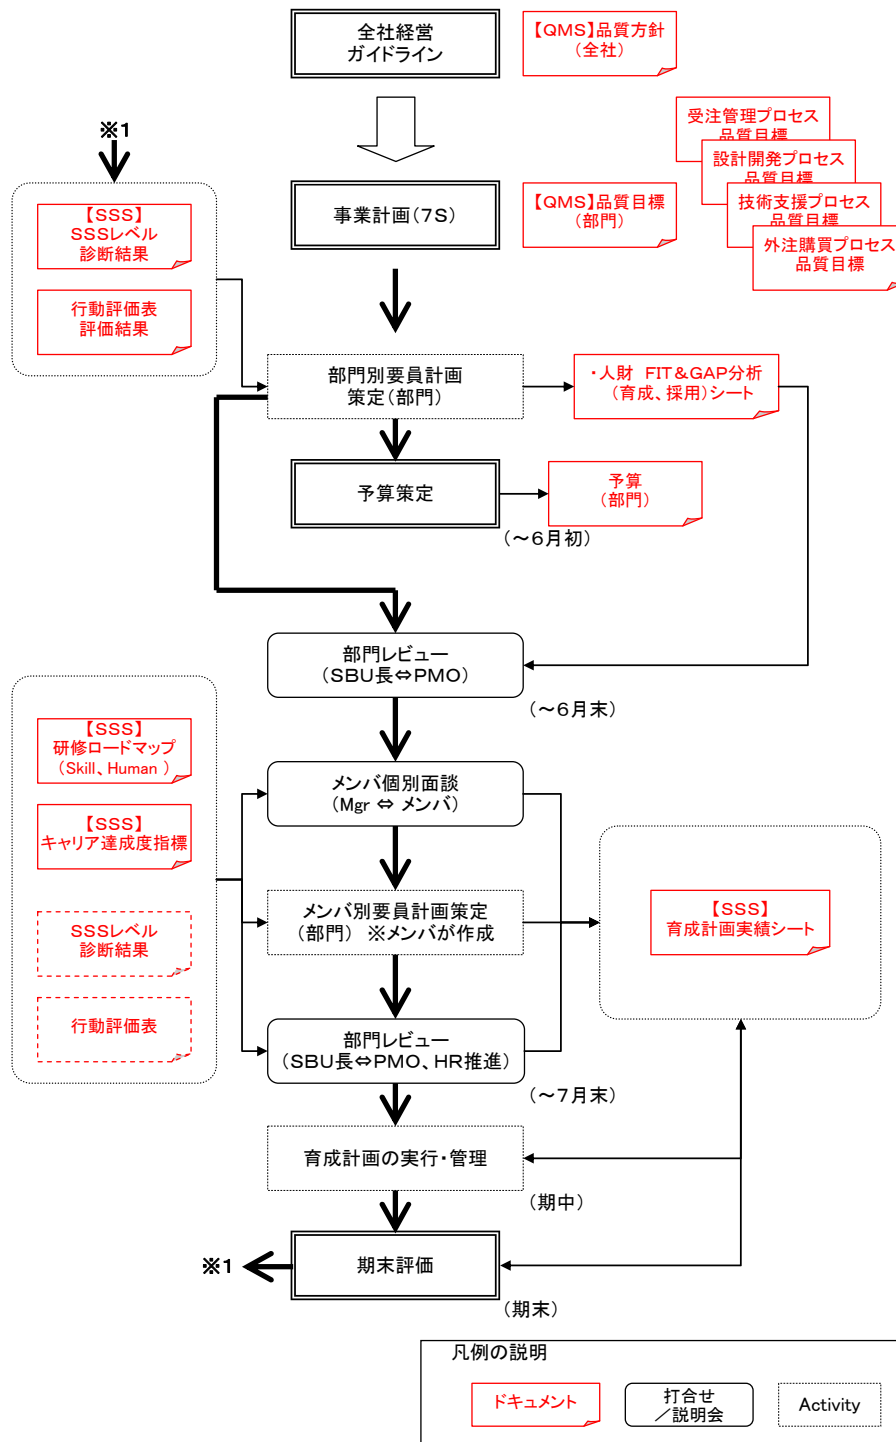 全社経営
ガイドライン
【QMS】品質方針
（全社）
※1
受注管理プロセス
品質目標
設計開発プロセス
品質目標
技術支援プロセス
品質目標
外注購買プロセス
品質目標
事業計画（7S）
【QMS】品質目標
（部門）
【SSS】
SSSレベル
診断結果
行動評価表
評価結果
部門別要員計画
策定（部門）
・人財 FIT＆GAP分析
（育成、採用）シート
予算策定
予算
（部門）
（～6月初）
部門レビュー
（SBU長⇔PMO）
（～6月末）
【SSS】
研修ロードマップ
（Skill、Human ）
【SSS】
キャリア達成度指標
SSSレベル
診断結果
行動評価表
メンバ個別面談
（Mgr ⇔ メンバ）
メンバ別要員計画策定
（部門） ※メンバが作成
【SSS】
育成計画実績シート
部門レビュー
（SBU長⇔PMO、HR推進）
（～7月末）
育成計画の実行・管理
（期中）
※1
期末評価
（期末）
凡例の説明
ドキュメント
打合せ
／説明会
Activity